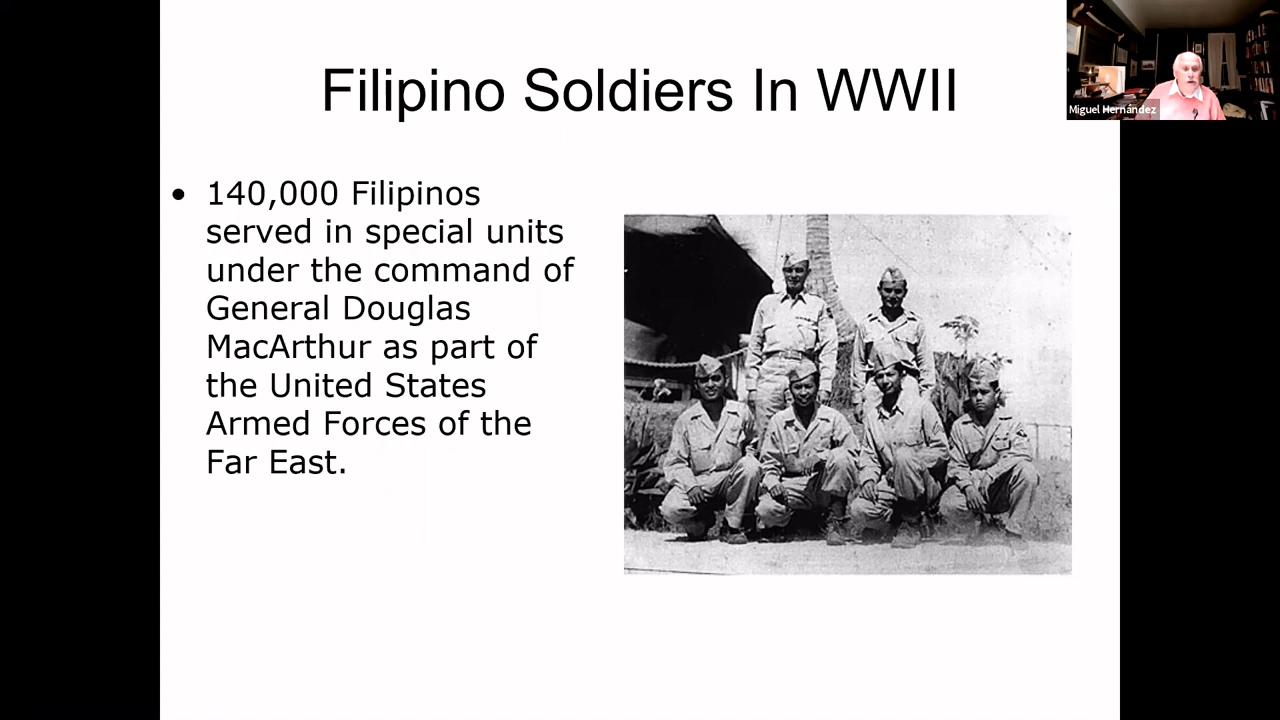 Filipino Soldiers In WWII
Miguel Hernández
• 140,000 Filipinos
served in special units
under the command of
General Douglas
MacArthur as part of
the United States
Armed Forces of the
Far East.